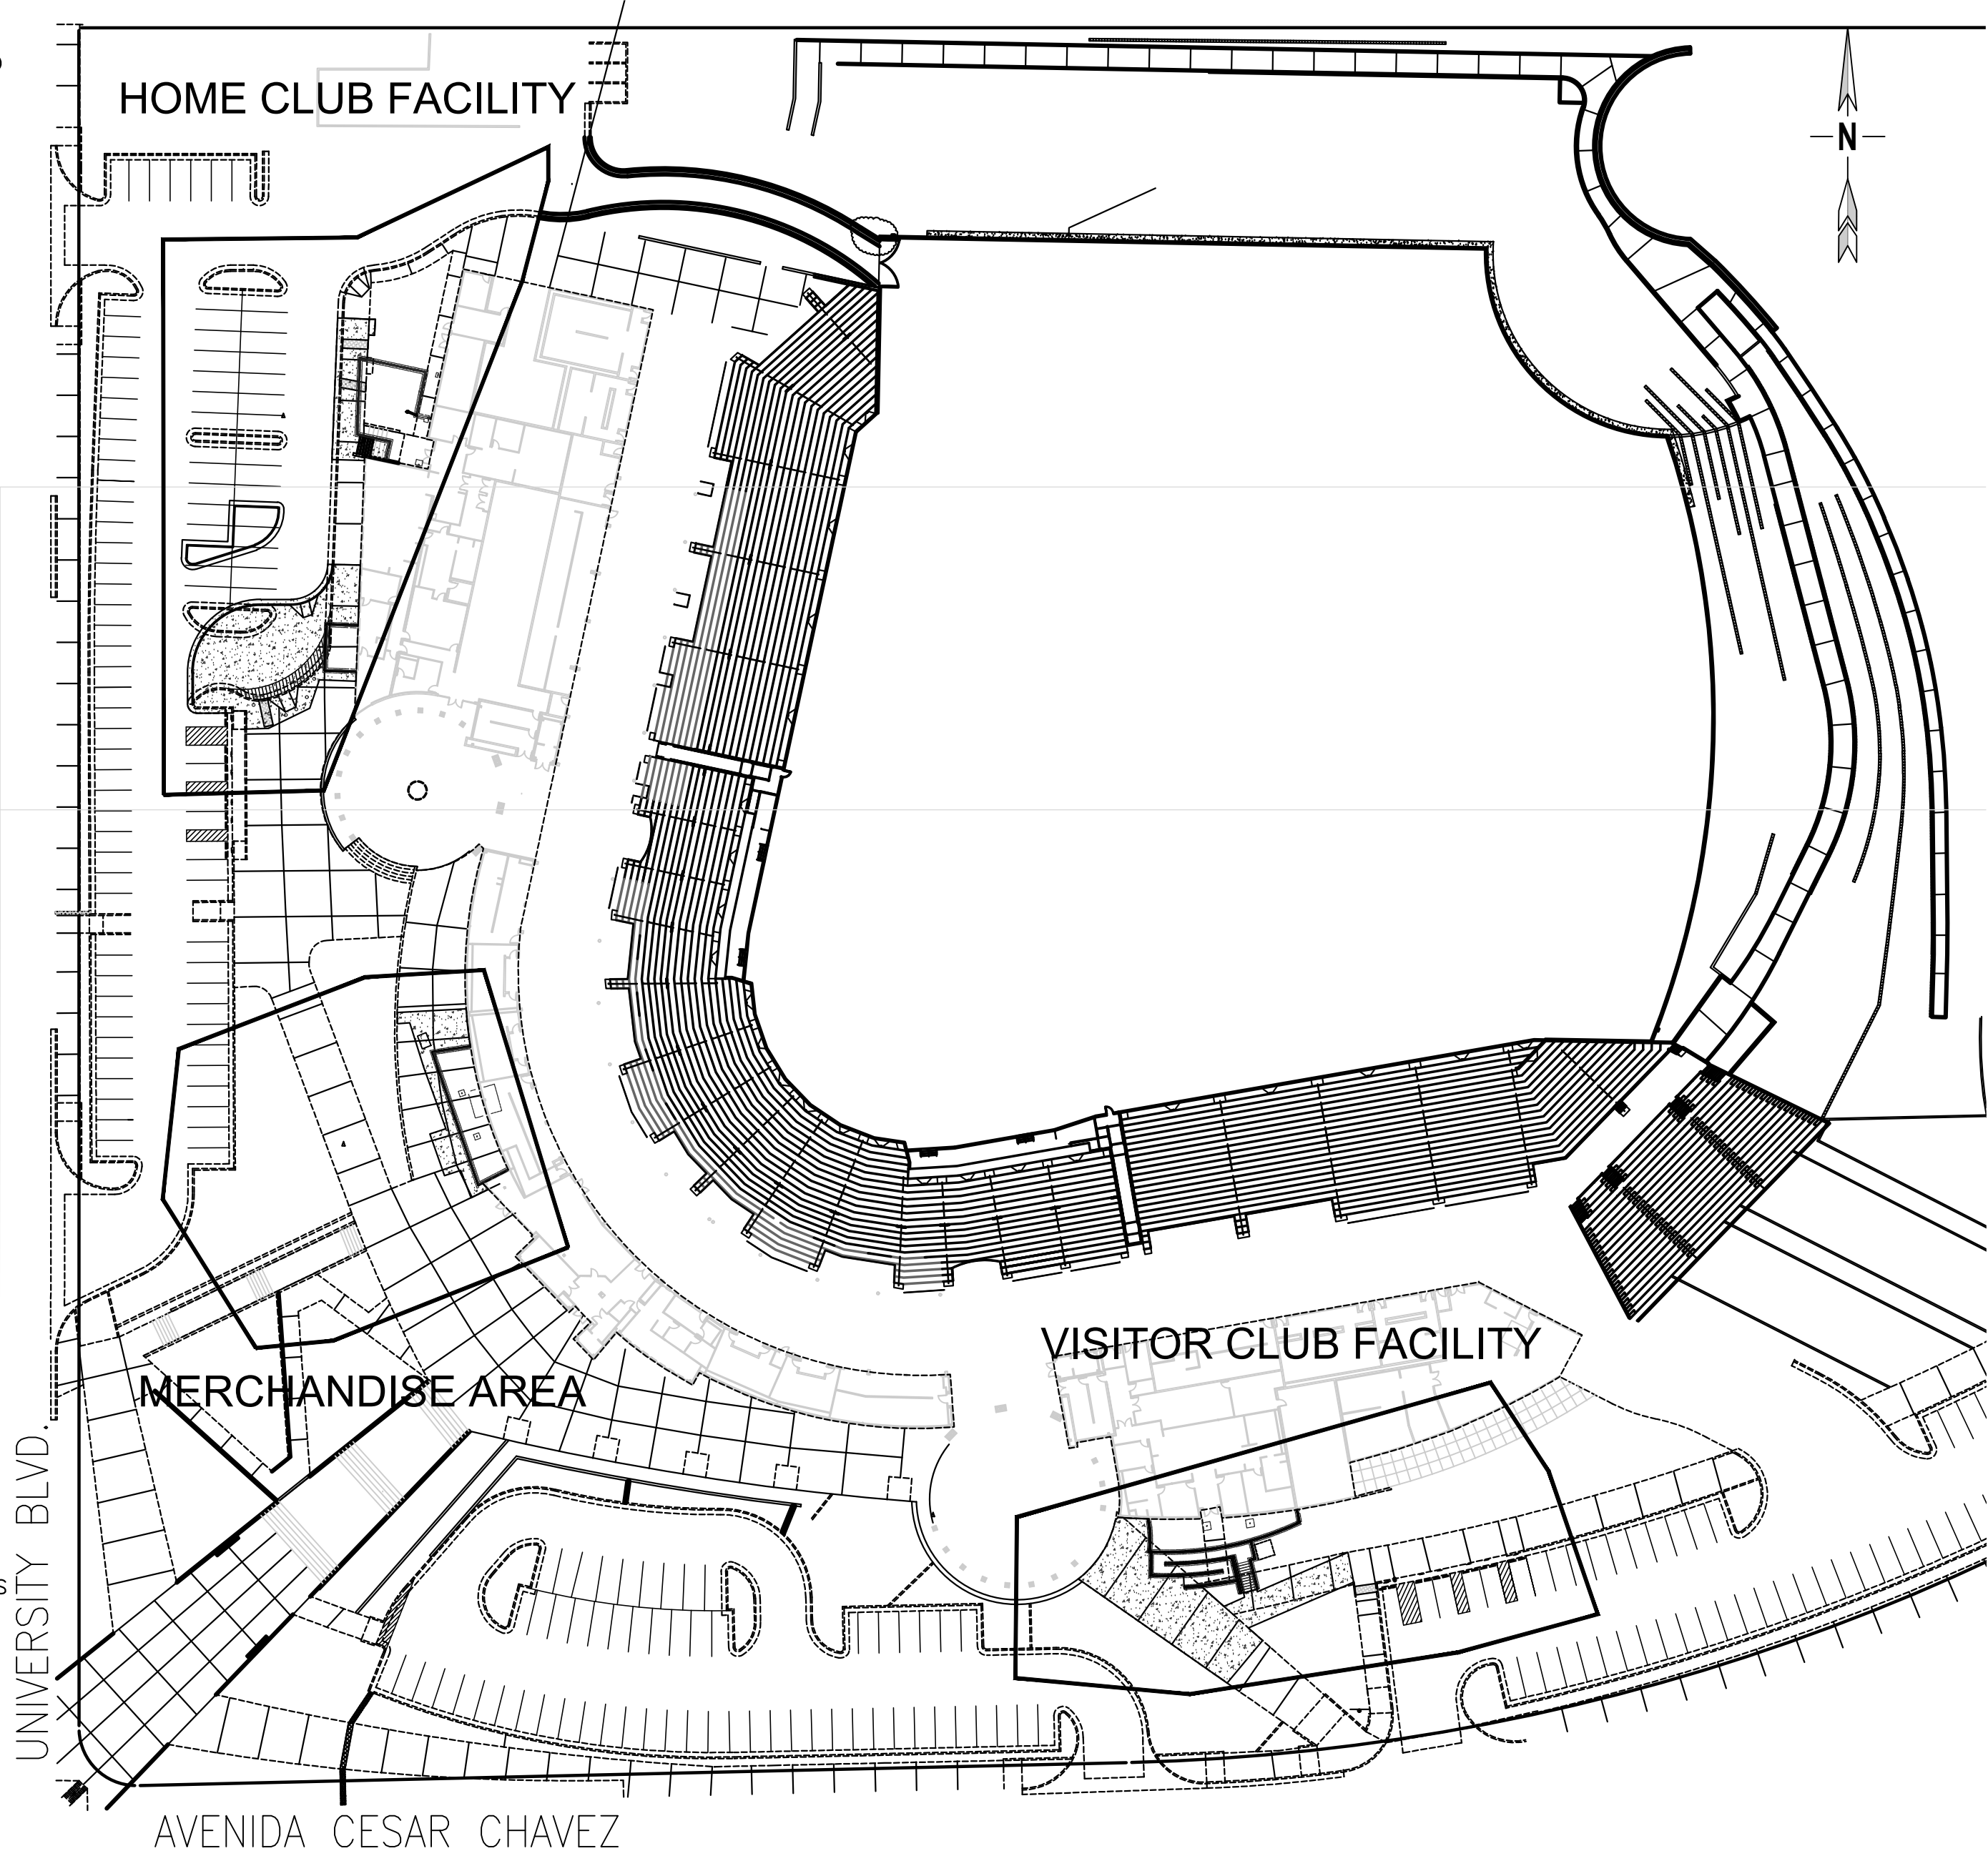 HOME CLUB FACILITY
N
VISITOR CLUB FACILITY
MERCHANDISE AREA
UNIVERSITY BLVD.
S
AVENIDA CESAR CHAVEZ